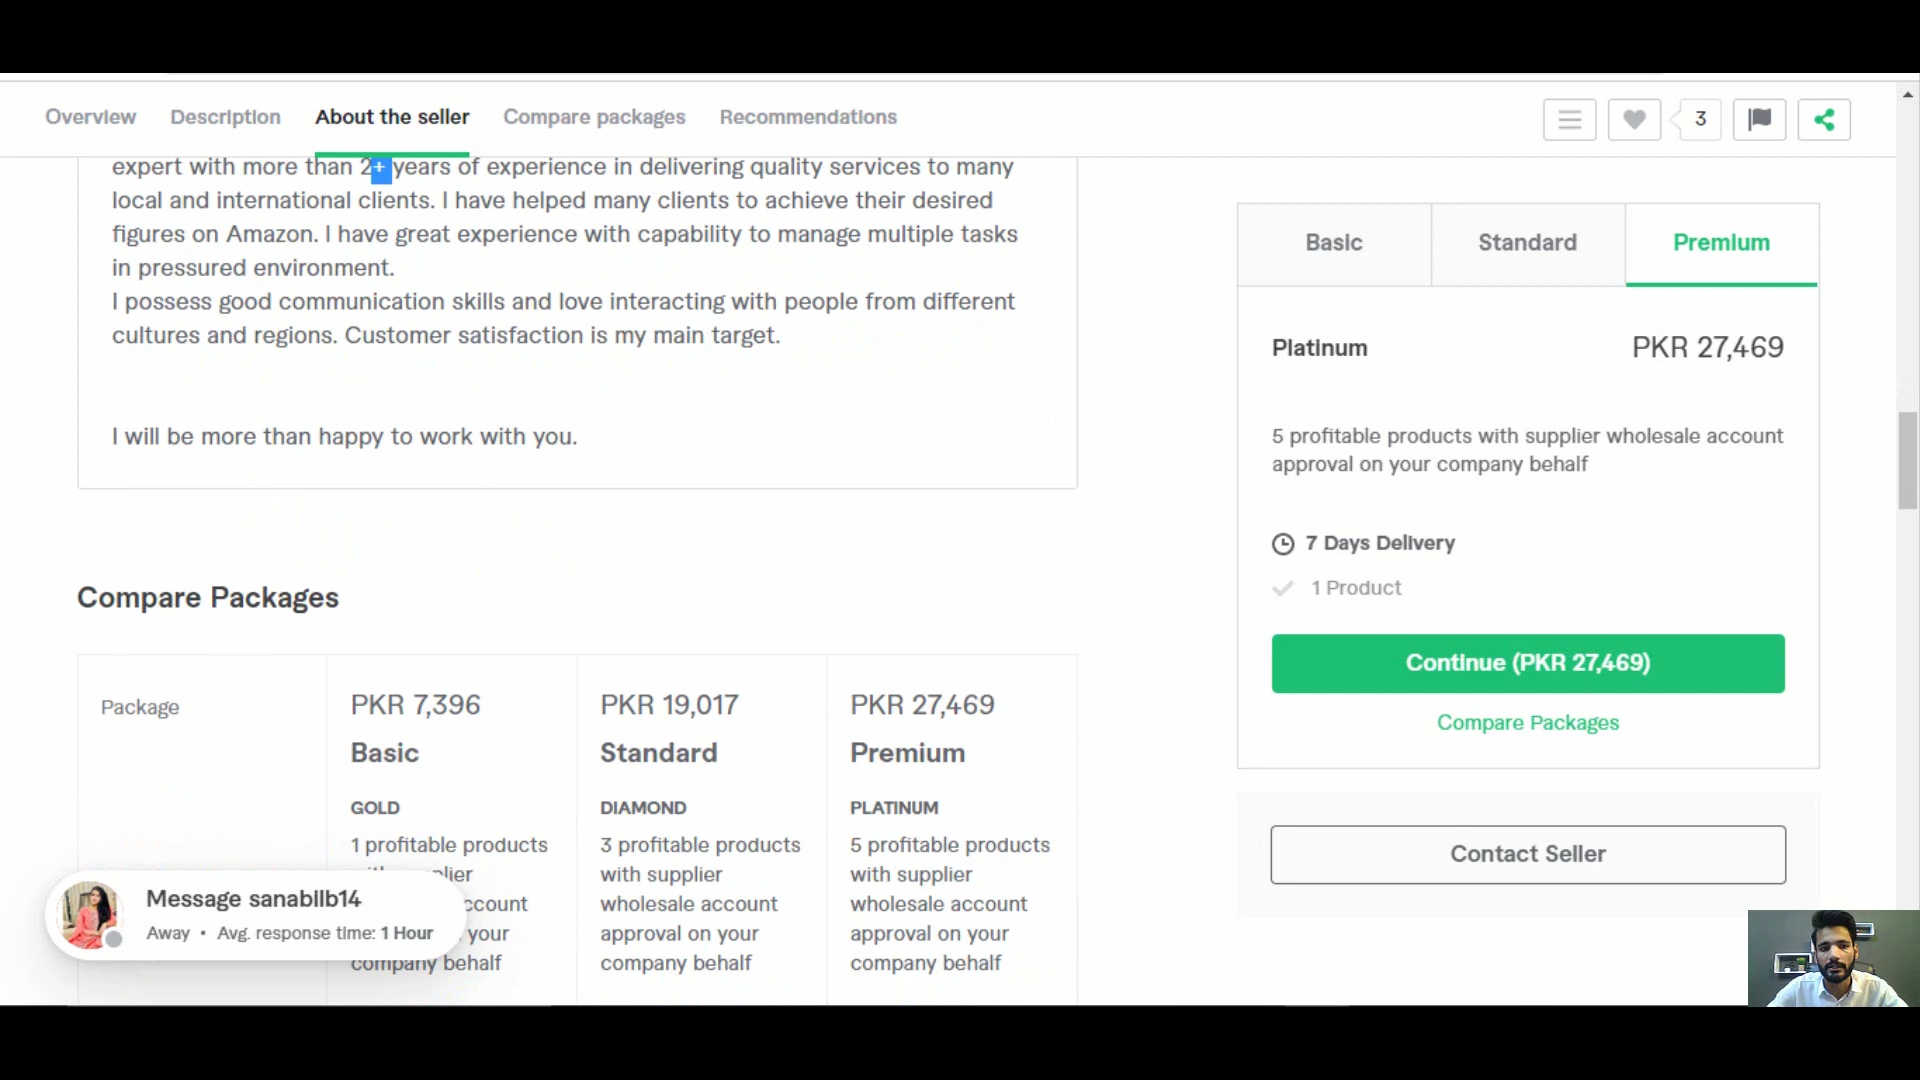 Overview Description About the seller Compare packages Recommendations
3
expert with more than 2+ years of experience in delivering quality services to many
local and international clients. I have helped many clients to achieve their desired
figures on Amazon. I have great experience with capability to manage multiple tasks
in pressured environment.
I possess good communication skills and love interacting with people from different
cultures and regions. Customer satisfaction is my main target.
I will be more than happy to work with you.
Compare Packages
Package
PKR 7,396
Basic
GOLD
1 profitable products
ccount
your
company behalf
PKR 19,017
Standard
DIAMOND
3 profitable products
with supplier
wholesale account
approval on your
company behalf
PKR 27,469
Premium
PLATINUM
5 profitable products
with supplier
wholesale account
approval on your
company behalf
Message sanabilb14
Away • Avg. response time: 1 Hour
Basic Standard Premium
Platinum PKR 27,469
5 profitable products with supplier wholesale account
approval on your company behalf
7 Days Delivery
1 Product
Continue (PKR 27,469)
Compare Packages
Contact Seller